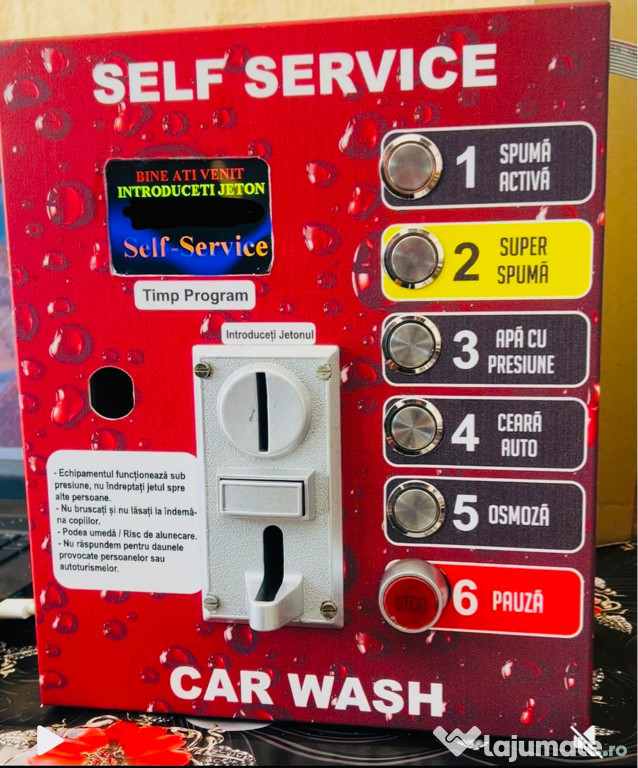 SELF SERVICE
BINE ATI VENIT
INTRODUCETI JETON
Self-Service
Timp Program
Introduceți Jetonul
1 SPUMĂ
ACTIVĂ
2 SUPER
SPUMĂ
3 APĂ CU
PRESIUNE
4 CEARĂ
AUTO
5 OSMOZĂ
STOP
6 PAUZĂ
- Echipamentul funcționează sub
presiune, nu îndreptați jetul spre
alte persoane.
- Nu bruscați și nu lăsați la îndemâ-
na copiilor.
- Podea umedă / Risc de alunecare.
- Nu răspundem pentru daunele
provocate persoanelor sau
autoturismelor.
CAR WASH
Lajumate.ro